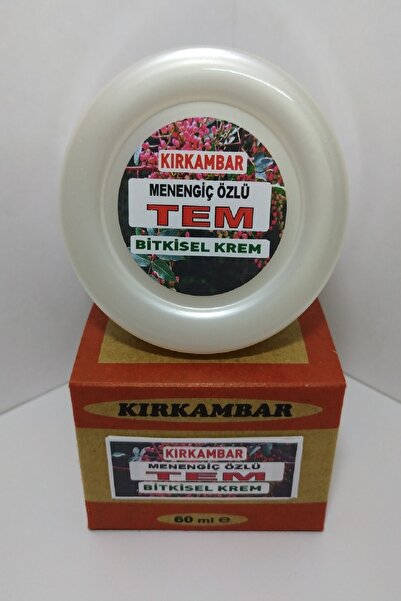 KIRKAMBAR
MENENGİÇ ÖZLÜ
TEM
BİTKİSEL KREM
KIRKAMBAR
KIRKAMBAR
MENENGİÇ ÖZLÜ
TEM
BİTKİSEL KREM
60 ml ℮